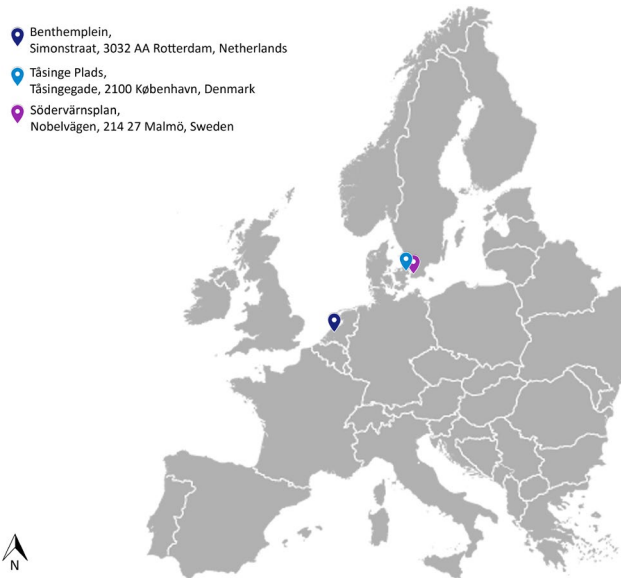 Benthemplein,
Simonstraat, 3032 AA Rotterdam, Netherlands
Tåsinge Plads,
Tåsingegade, 2100 København, Denmark
Södervärnsplan,
Nobelvägen, 214 27 Malmö, Sweden
N